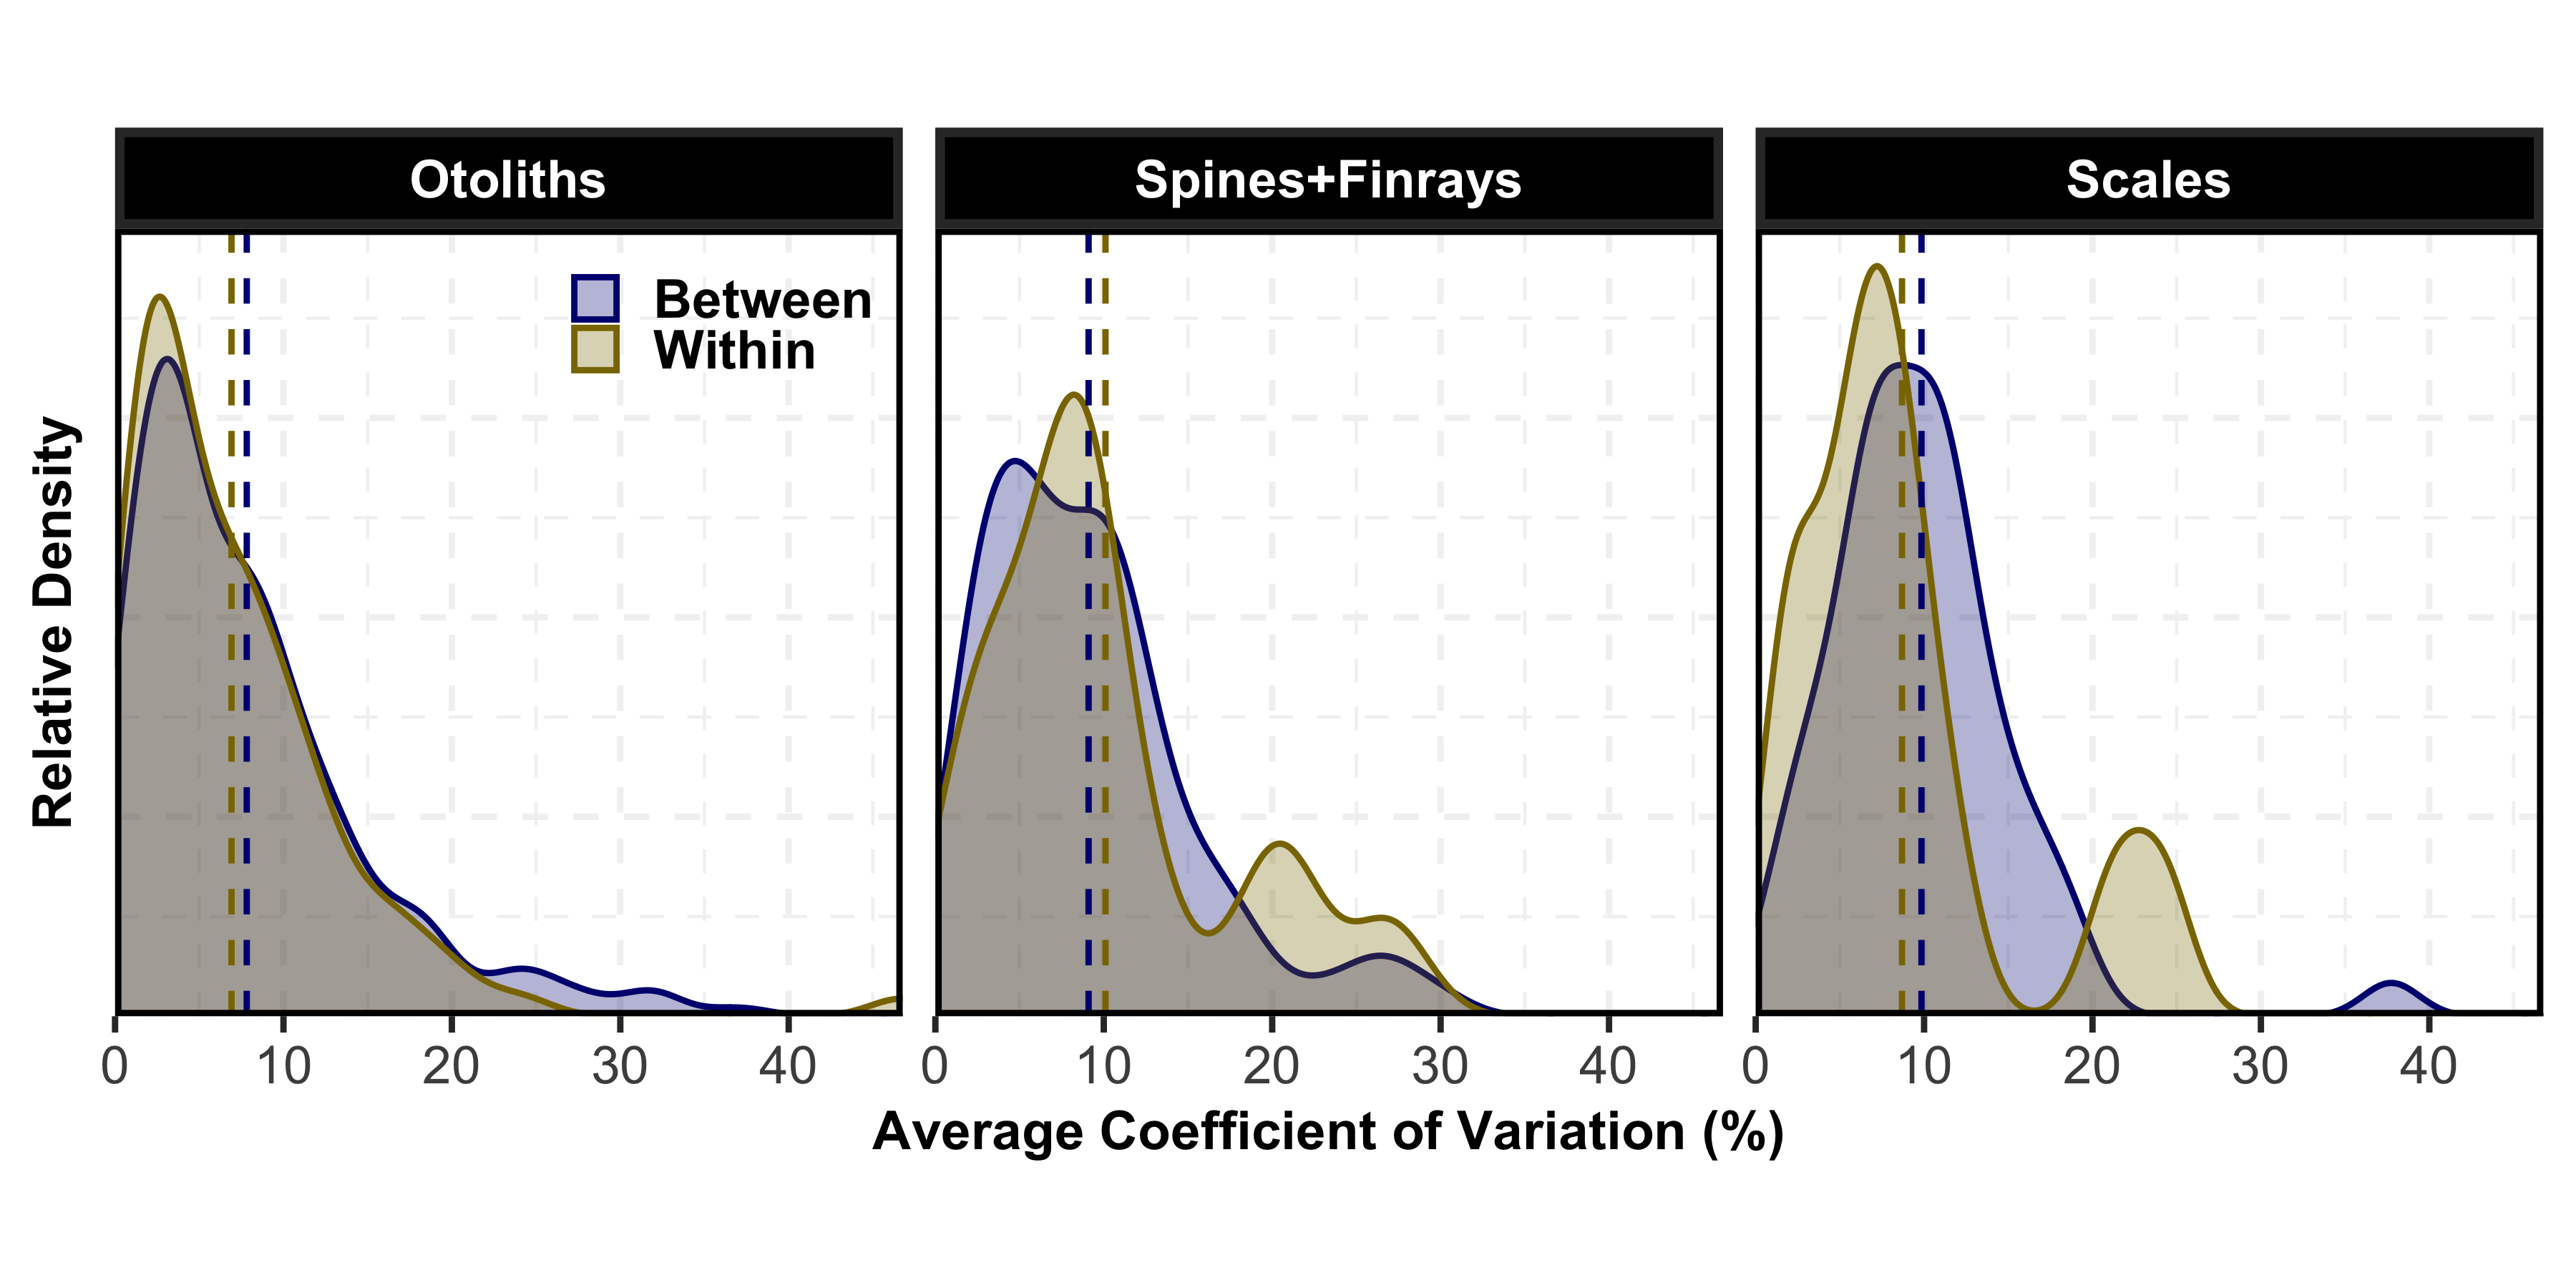 Otoliths
Spines+Finrays
Scales
Between
Within
Relative Density
0 10 20 30 40
0 10 20 30 40
0 10 20 30 40
Average Coefficient of Variation (%)